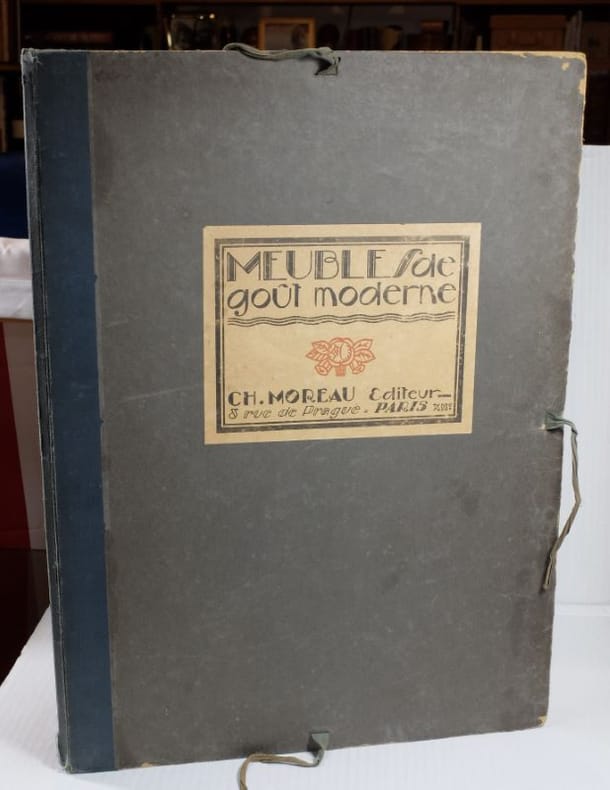 MEUBLES de
goût moderne
CH. MOREAU Editeur
8 rue de Prague. PARIS